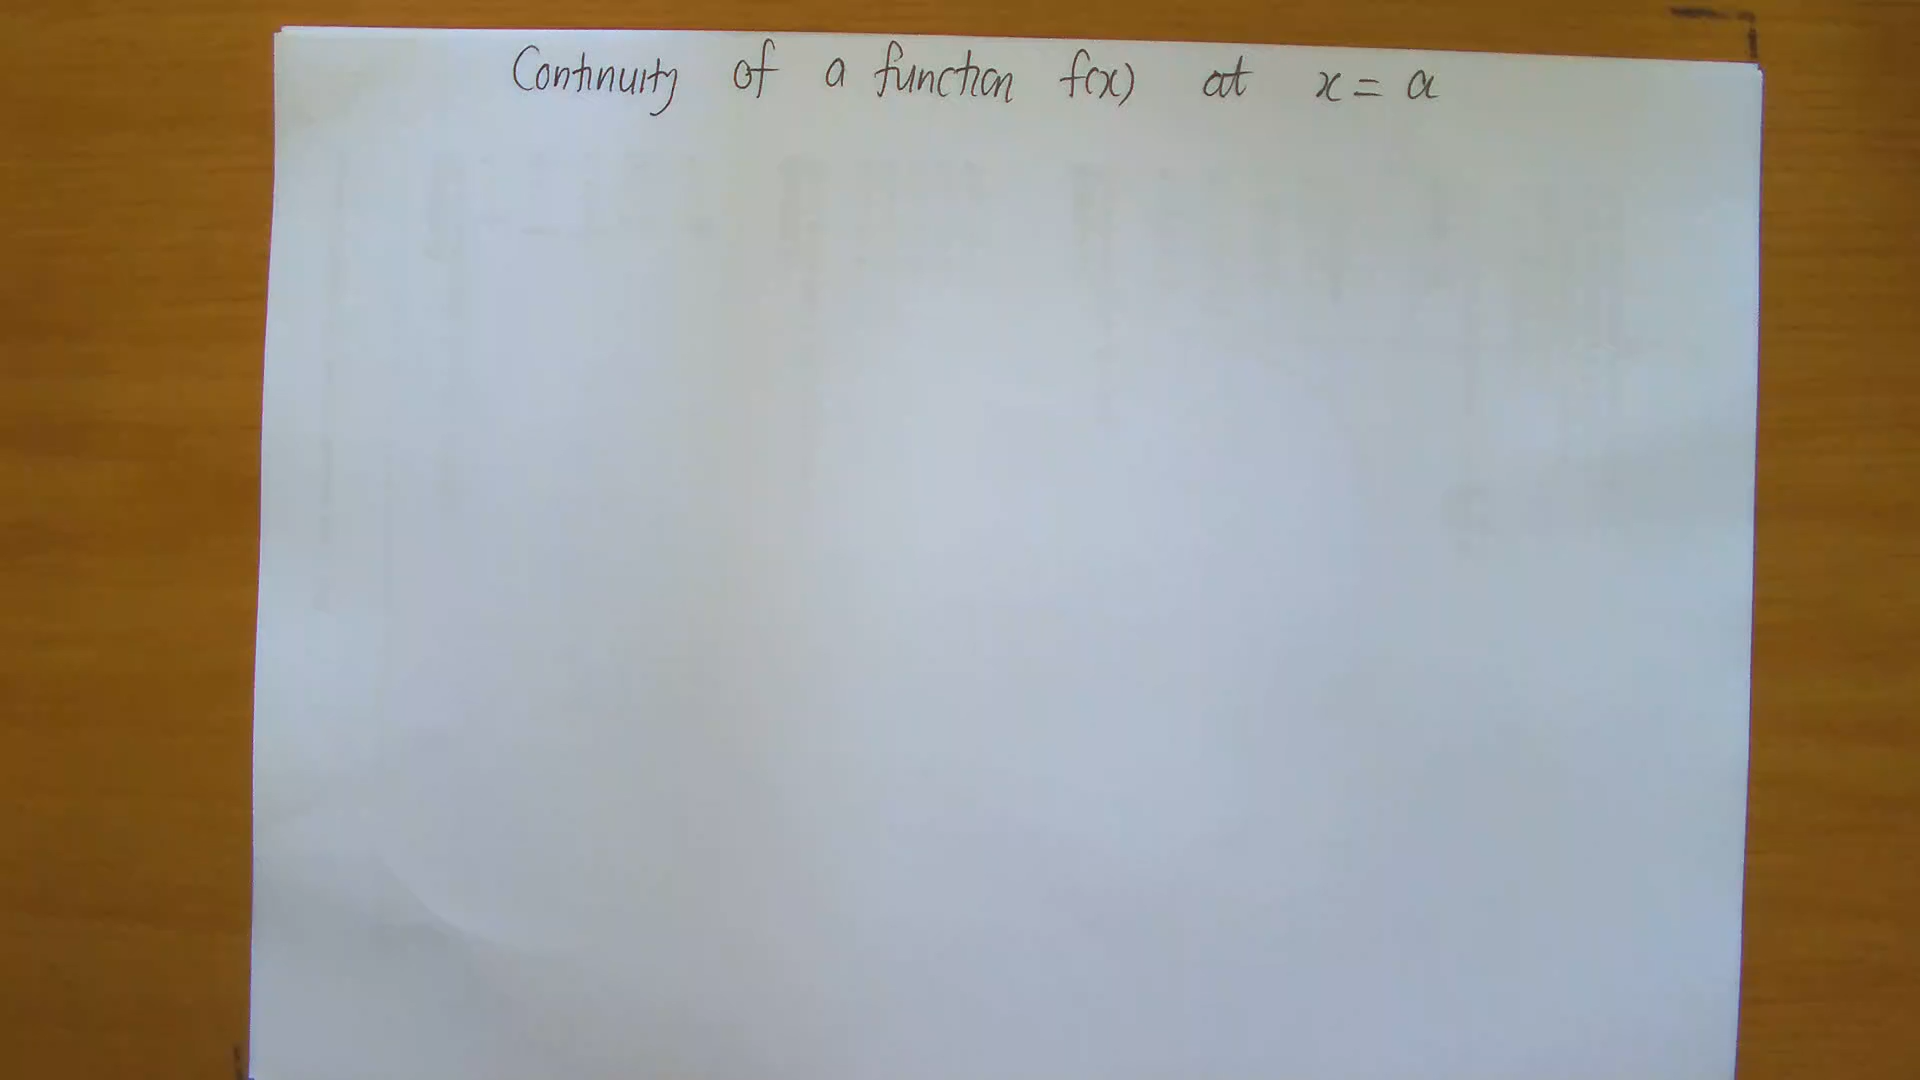 Continuity of a function f(x) at x = a